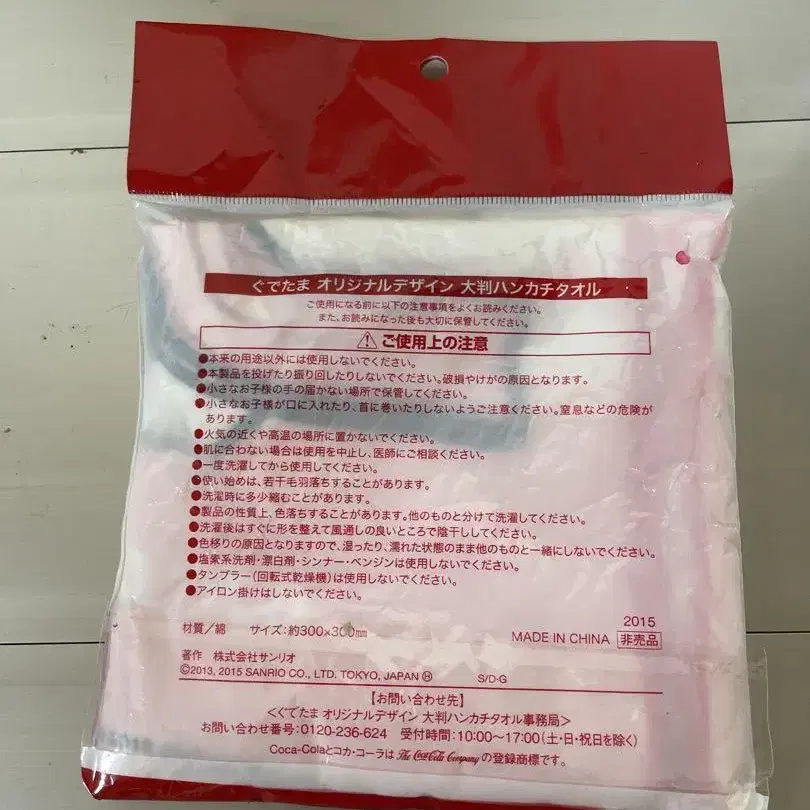 ぐでたま オリジナルデザイン 大判ハンカチタオル
ご使用になる前に以下の注意事項をよくお読みください。
また、お読みになった後も大切に保管してください。
⚠ ご使用上の注意
●本来の用途以外には使用しないでください。
●本製品を投げたり振り回したりしないでください。破損やけがの原因となります。
●小さなお子様の手の届かない場所で保管してください。
●小さなお子様が口に入れたり、首に巻いたりしないようご注意ください。窒息などの危険が
あります。
●火気の近くや高温の場所に置かないでください。
●肌に合わない場合は使用を中止し、医師にご相談ください。
●一度洗濯してから使用してください。
●使い始めは、若干毛羽落ちすることがあります。
●洗濯時に多少縮むことがあります。
●製品の性質上、色落ちすることがあります。他のものと分けて洗濯してください。
●洗濯後はすぐに形を整えて風通しの良いところで陰干ししてください。
●色移りの原因となりますので、湿ったり、濡れた状態のまま他のものと一緒にしないでください。
●塩素系洗剤・漂白剤・シンナー・ベンジンは使用しないでください。
●タンブラー(回転式乾燥機)は使用しないでください。
●アイロン掛けはしないでください。
2015
材質/綿 サイズ:約300×300mm MADE IN CHINA 非売品
著作 株式会社サンリオ
©2013, 2015 SANRIO CO., LTD. TOKYO, JAPAN Ⓗ S/D・G
【お問い合わせ先】
<ぐでたま オリジナルデザイン 大判ハンカチタオル事務局>
お問い合わせ番号:0120-236-624 受付時間:10:00〜17:00(土・日・祝日を除く)
Coca-Colaとコカ・コーラは The Coca-Cola Company の登録商標です。